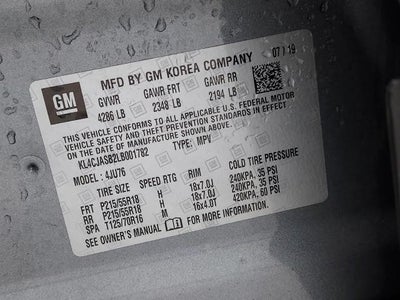 GM
MFD BY GM KOREA COMPANY 07/19
GVWR GAWR FRT GAWR RR
4286 LB 2348 LB 2194 LB
THIS VEHICLE CONFORMS TO ALL APPLICABLE U.S. FEDERAL MOTOR
VEHICLE SAFETY AND THEFT PREVENTION STANDARDS IN EFFECT ON
THE DATE OF MANUFACTURE SHOWN ABOVE.
KL4CJASB2LB001782 TYPE: MPV
MODEL: 4JU76
TIRE SIZE SPEED RTG RIM COLD TIRE PRESSURE
FRT P215/55R18 H 18x7.0J 240KPA, 35 PSI
RR P215/55R18 H 18x7.0J 240KPA, 35 PSI
SPA T125/70R16 M 16x4.0T 420KPA, 60 PSI
SEE OWNER'S MANUAL FOR MORE INFORMATION